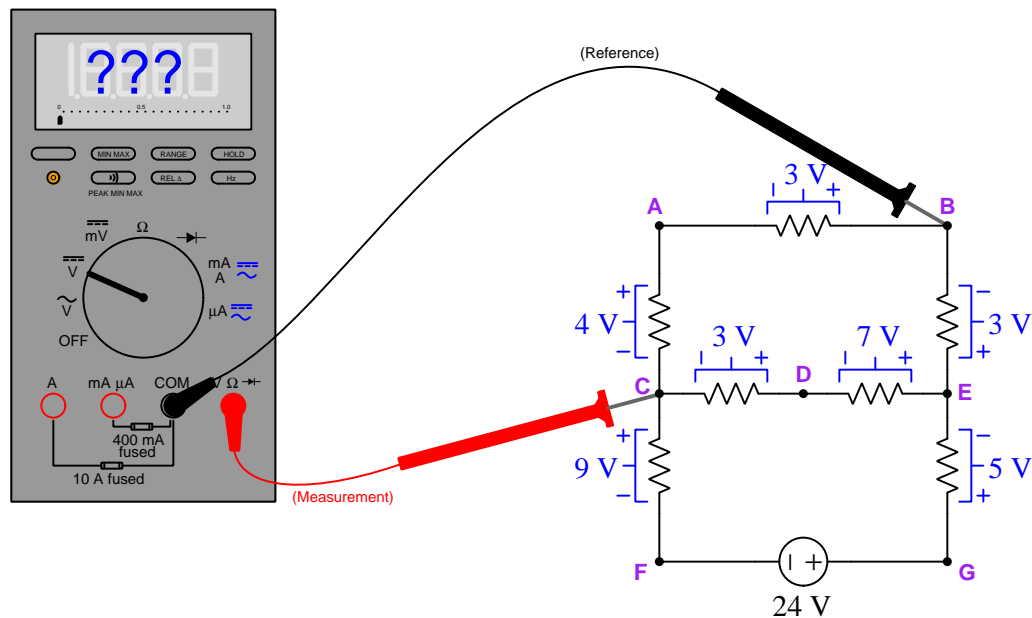 ???
0 0.5 1.0
MIN MAX RANGE HOLD
REL Δ Hz
PEAK MIN MAX
mV
Ω
V
mA
A
V
µA
OFF
A mA µA COM V Ω
400 mA
fused
10 A fused
(Reference)
(Measurement)
3 V
- +
A B
+ -
4 V 3 V
- +
3 V 7 V
- + - +
C D E
+ -
9 V 5 V
- +
F G
- +
24 V